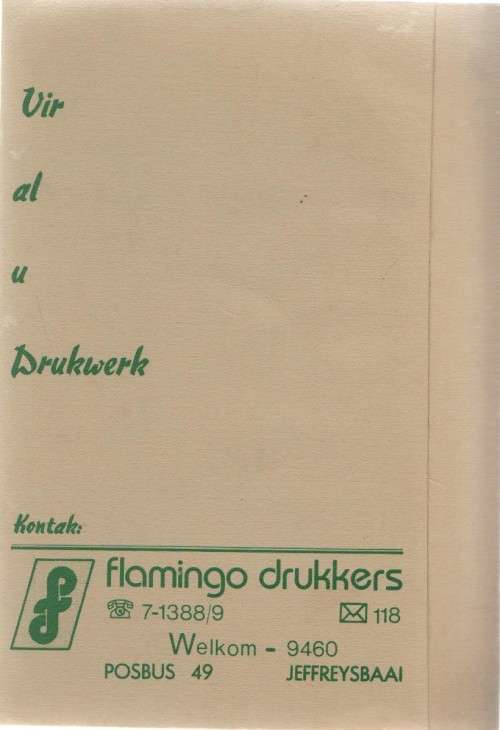 Vir
al
u
Drukwerk
Kontak:
flamingo drukkers
7-1388/9 118
Welkom - 9460
POSBUS 49 JEFFREYSBAAI